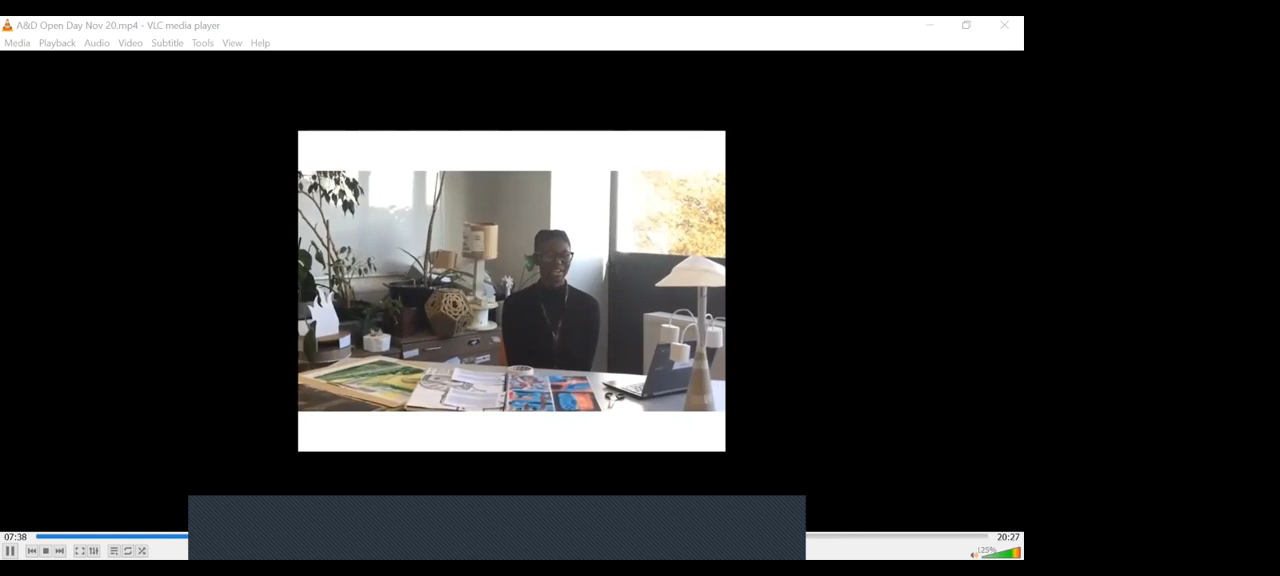 A&D Open Day Nov 20.mp4 - VLC media player
Media Playback Audio Video Subtitle Tools View Help
07:38
20:27
125%